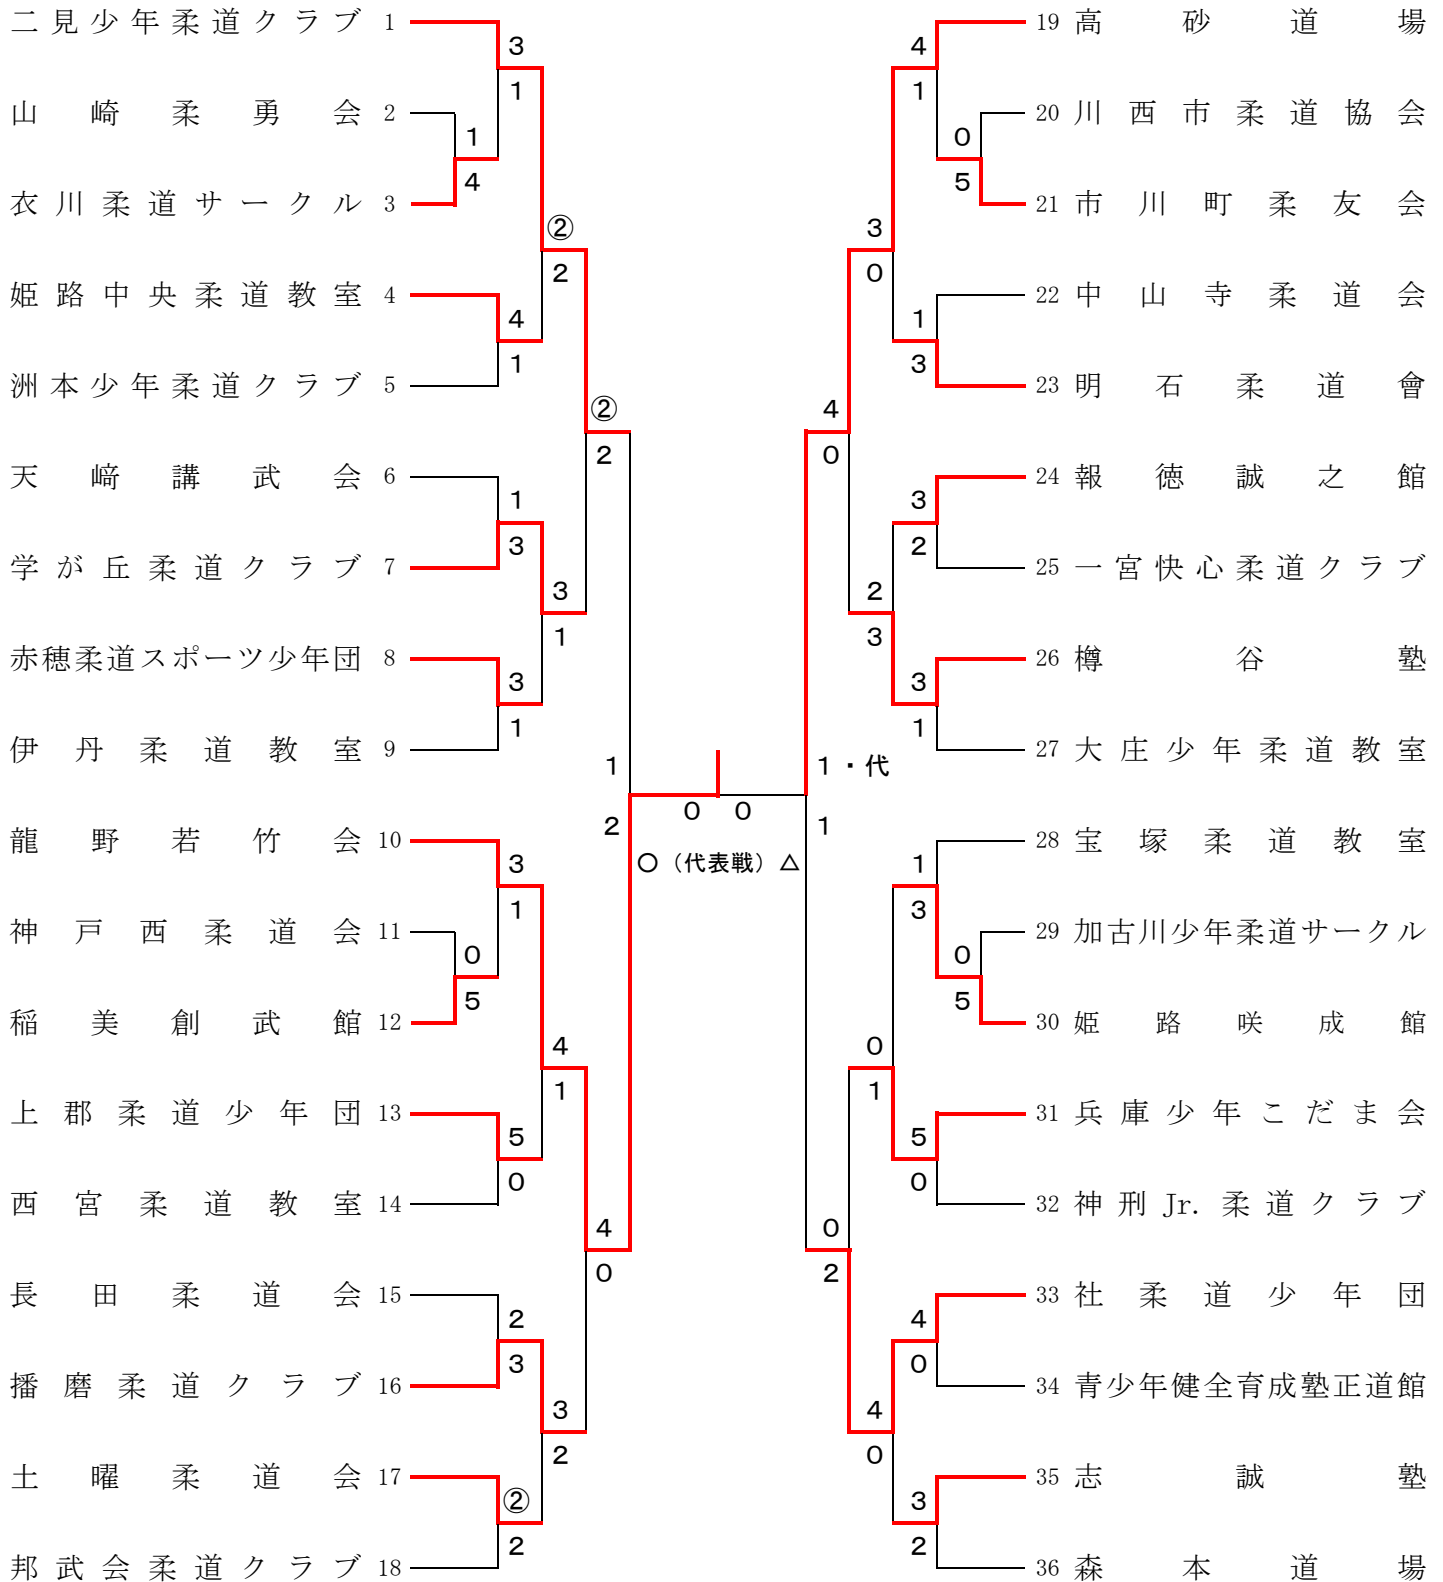 二見少年柔道クラブ 1
3
1
山崎柔勇会 2
1
4
衣川柔道サークル 3
②
2
姫路中央柔道教室 4
4
1
洲本少年柔道クラブ 5
②
2
天﨑講武会 6
1
3
学が丘柔道クラブ 7
3
1
赤穂柔道スポーツ少年団 8
3
1
伊丹柔道教室 9
1
2
龍野若竹会 10
3
1
神戸西柔道会 11
0
5
稲美創武館 12
4
1
上郡柔道少年団 13
5
0
西宮柔道教室 14
4
0
長田柔道会 15
2
3
播磨柔道クラブ 16
3
2
土曜柔道会 17
②
2
邦武会柔道クラブ 18
0 0
○（代表戦）△
19 高砂道場
4
1
20 川西市柔道協会
0
5
21 市川町柔友会
3
0
22 中山寺柔道会
1
3
23 明石柔道會
4
0
24 報徳誠之館
3
2
25 一宮快心柔道クラブ
2
3
26 樽谷塾
3
1
27 大庄少年柔道教室
1・代
1
28 宝塚柔道教室
1
3
29 加古川少年柔道サークル
0
5
30 姫路咲成館
0
1
31 兵庫少年こだま会
5
0
32 神刑Jr.柔道クラブ
0
2
33 社柔道少年団
4
0
34 青少年健全育成塾正道館
4
0
35 志誠塾
3
2
36 森本道場